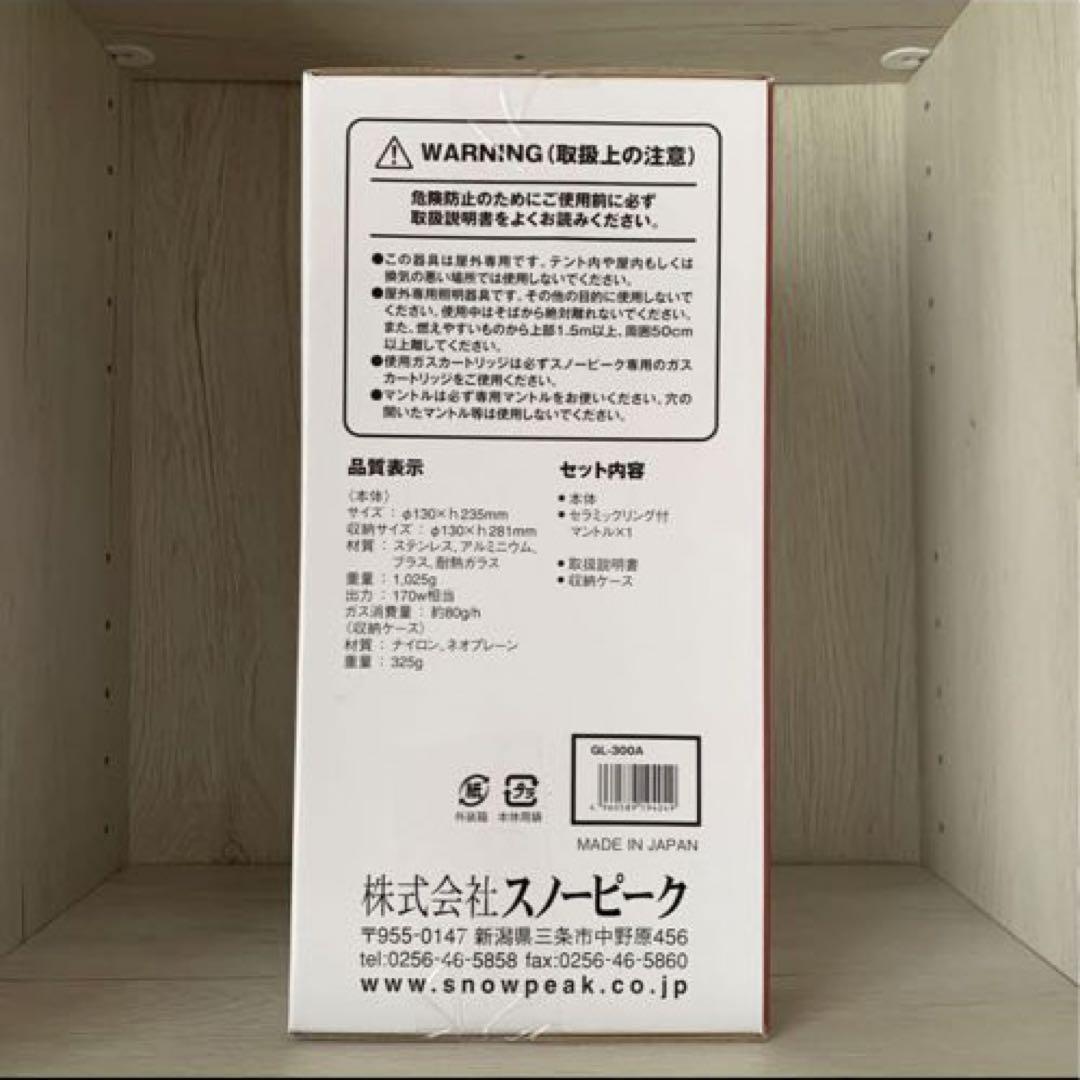 WARNING(取扱上の注意)
危険防止のためにご使用前に必ず
取扱説明書をよくお読みください。
●この器具は屋外専用です。テント内や屋内もしくは
換気の悪い場所では使用しないでください。
●屋外専用照明器具です。その他の目的に使用しないで
ください。使用中はそばから絶対離れないでください。
また、燃えやすいものから上部1.5m以上、周囲50cm
以上離してください。
●使用ガスカートリッジは必ずスノーピーク専用のガス
カートリッジをご使用ください。
●マントルは必ず専用マントルをお使いください。穴の
開いたマントル等は使用しないでください。
品質表示
〈本体〉
サイズ：φ130×h235mm
収納サイズ：φ130×h281mm
材質：ステンレス、アルミニウム、
ブラス、耐熱ガラス
重量：1,025g
出力：170w相当
ガス消費量：約80g/h
〈収納ケース〉
材質：ナイロン、ネオプレーン
重量：325g
セット内容
●本体
●セラミックリング付
マントル×1
●取扱説明書
●収納ケース
GL-300A
紙
外装箱
プラ
本体用袋
MADE IN JAPAN
株式会社スノーピーク
〒955-0147 新潟県三条市中野原456
tel:0256-46-5858 fax:0256-46-5860
www.snowpeak.co.jp